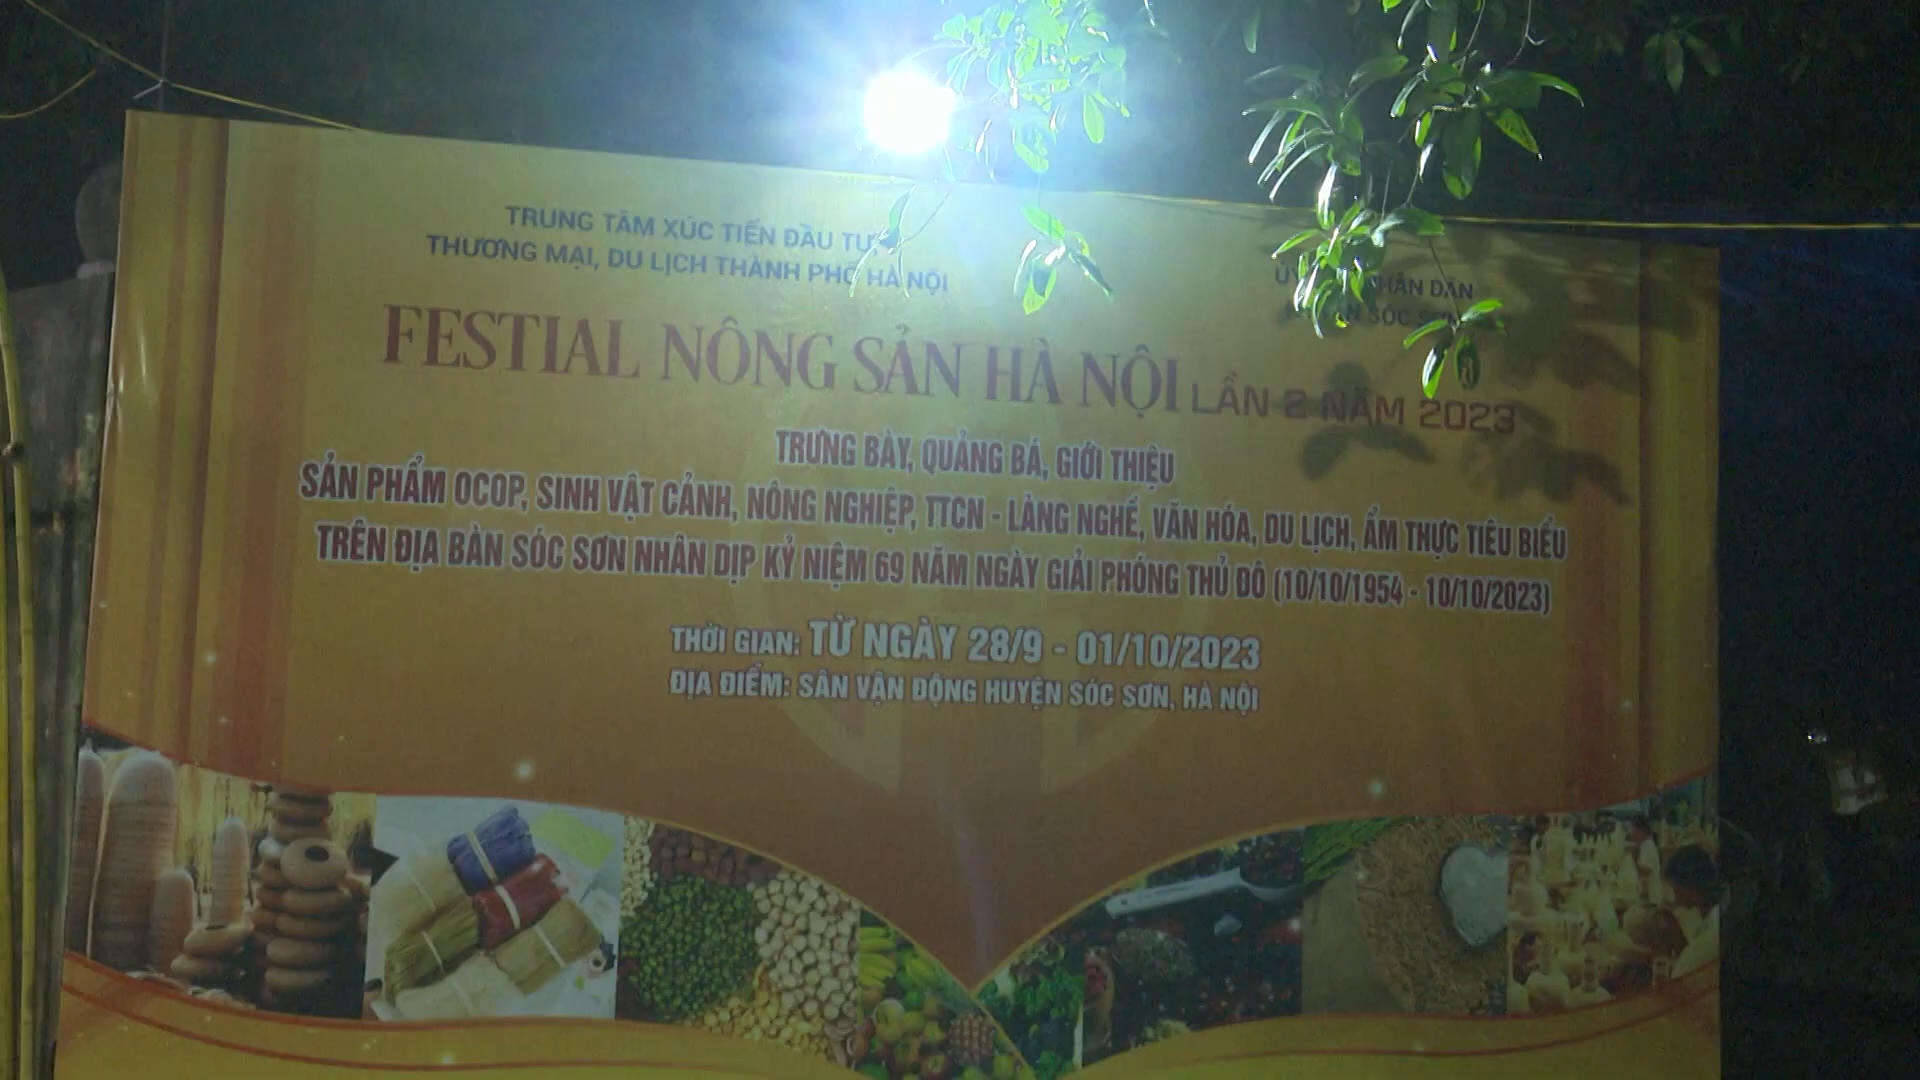 TRUNG TÂM XÚC TIẾN ĐẦU TƯ
THƯƠNG MẠI, DU LỊCH THÀNH PHỐ HÀ NỘI
NHÂN DÂN
SÓC SƠN
FESTIAL NÔNG SẢN HÀ NỘI LẦN 2 NĂM 2023
TRƯNG BÀY, QUẢNG BÁ, GIỚI THIỆU
SẢN PHẨM OCOP, SINH VẬT CẢNH, NÔNG NGHIỆP, TTCN - LÀNG NGHỀ, VĂN HÓA, DU LỊCH, ẨM THỰC TIÊU BIỂU
TRÊN ĐỊA BÀN SÓC SƠN NHÂN DỊP KỶ NIỆM 69 NĂM NGÀY GIẢI PHÓNG THỦ ĐÔ (10/10/1954 - 10/10/2023)
THỜI GIAN: TỪ NGÀY 28/9 - 01/10/2023
ĐỊA ĐIỂM: SÂN VẬN ĐỘNG HUYỆN SÓC SƠN, HÀ NỘI